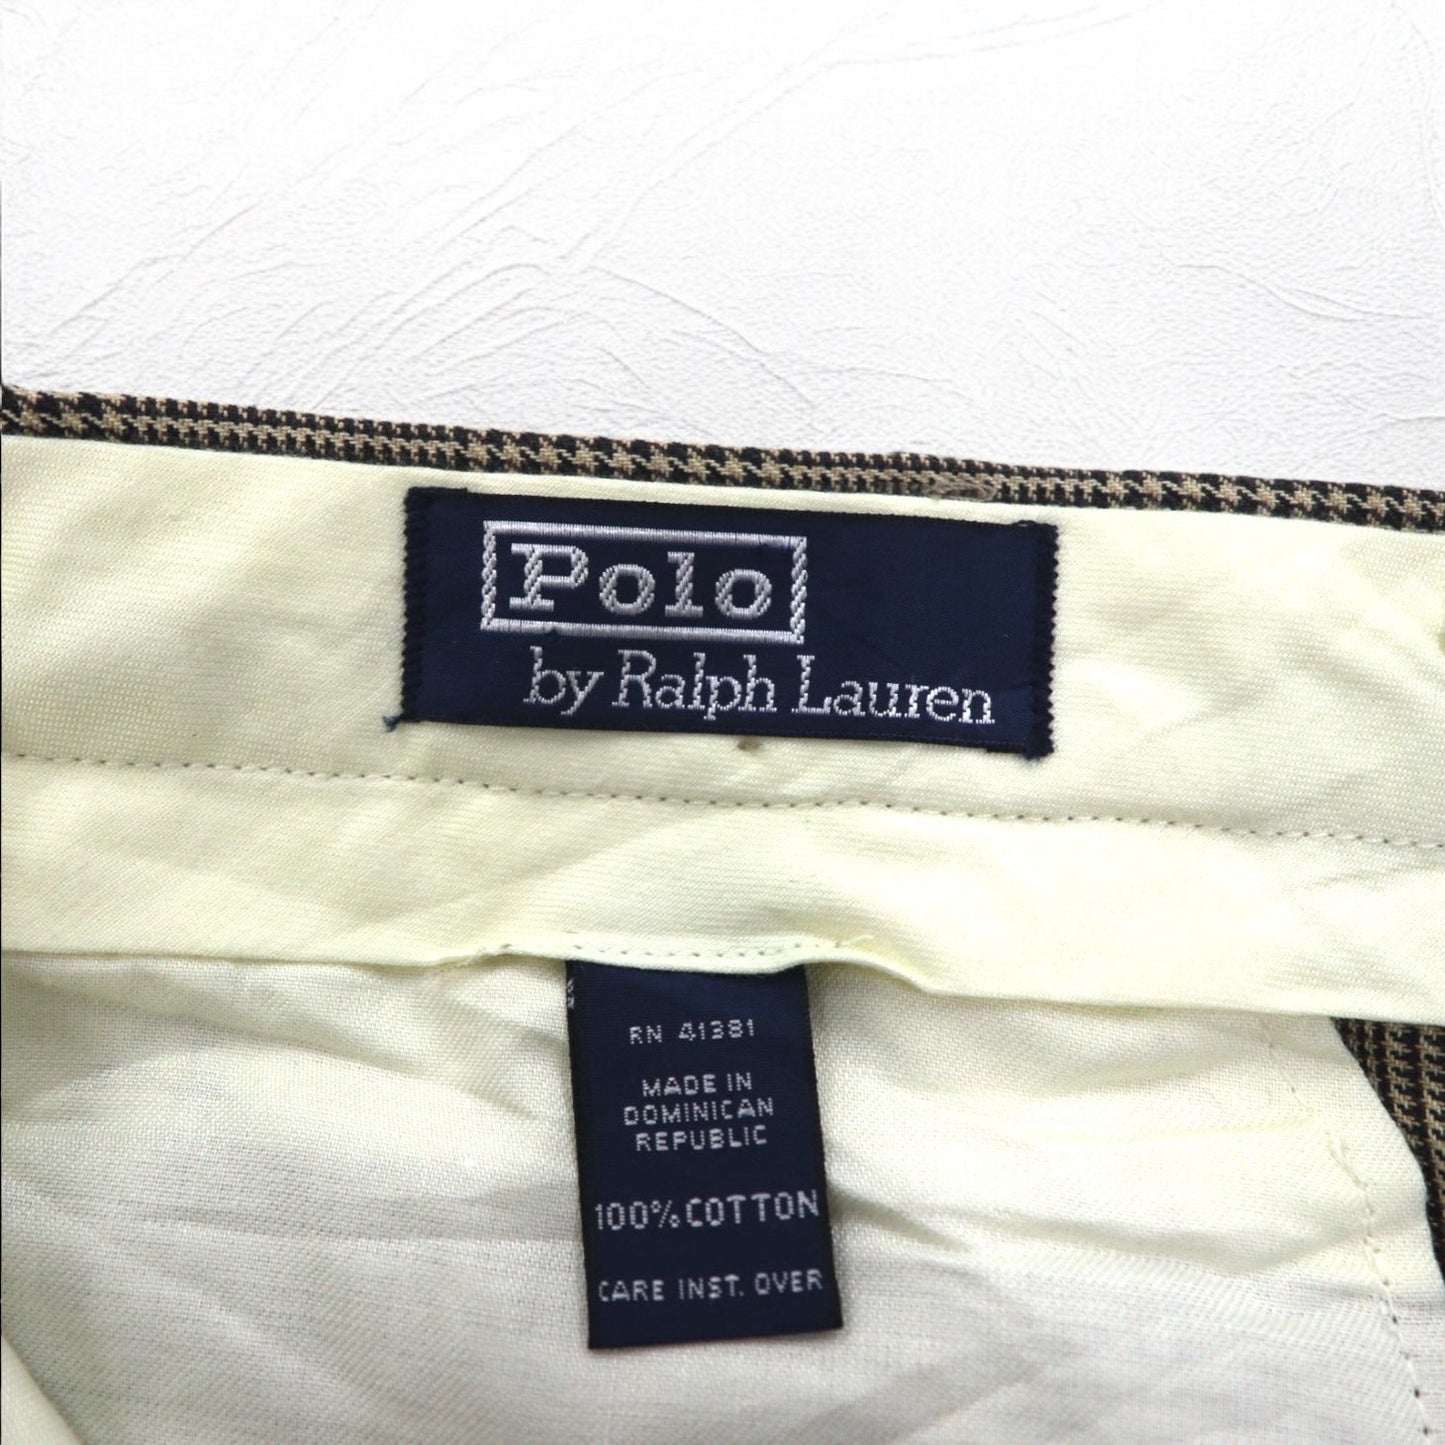 Polo
by Ralph Lauren
RN 41381
MADE IN
DOMINICAN
REPUBLIC
100% COTTON
CARE INST. OVER